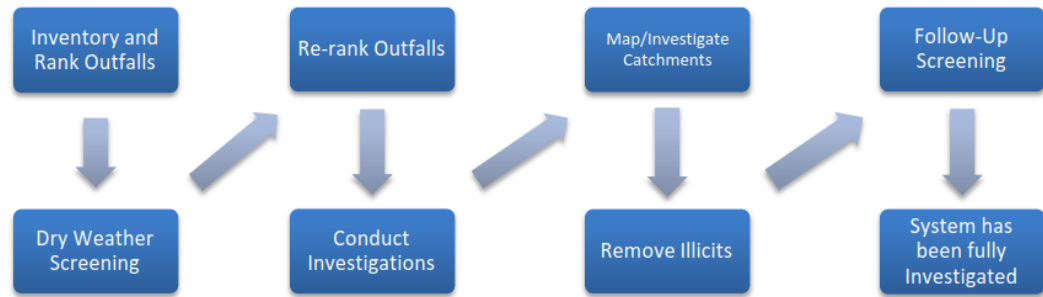 Inventory and
Rank Outfalls
Dry Weather
Screening
Re-rank Outfalls
Conduct
Investigations
Map/Investigate
Catchments
Remove Illicits
Follow-Up
Screening
System has
been fully
Investigated